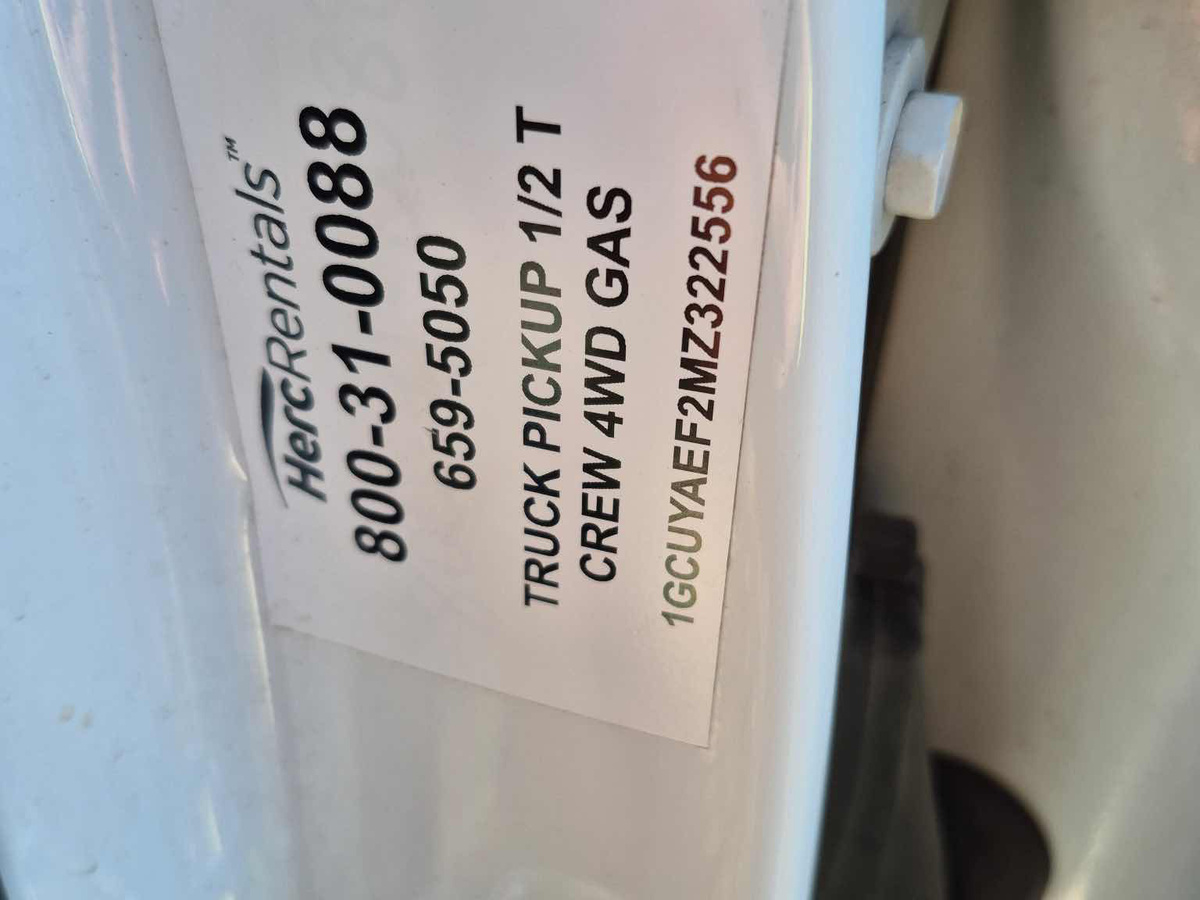 HercRentals™
800-31-0088
659-5050
TRUCK PICKUP 1/2 T
CREW 4WD GAS
1GCUYAEF2MZ322556